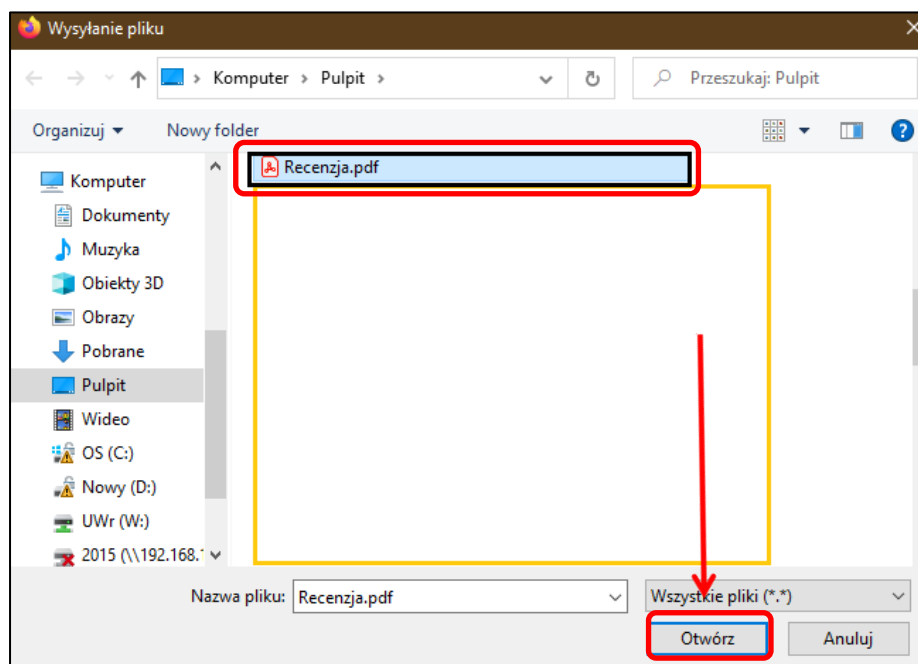 Wysyłanie pliku
Komputer > Pulpit >
Przeszukaj: Pulpit
Organizuj
Nowy folder
Komputer
Dokumenty
Muzyka
Obiekty 3D
Obrazy
Pobrane
Pulpit
Wideo
OS (C:)
Nowy (D:)
UWr (W:)
2015 (\\192.168.
Recenzja.pdf
Nazwa pliku: Recenzja.pdf
Wszystkie pliki (*.*)
Otwórz
Anuluj